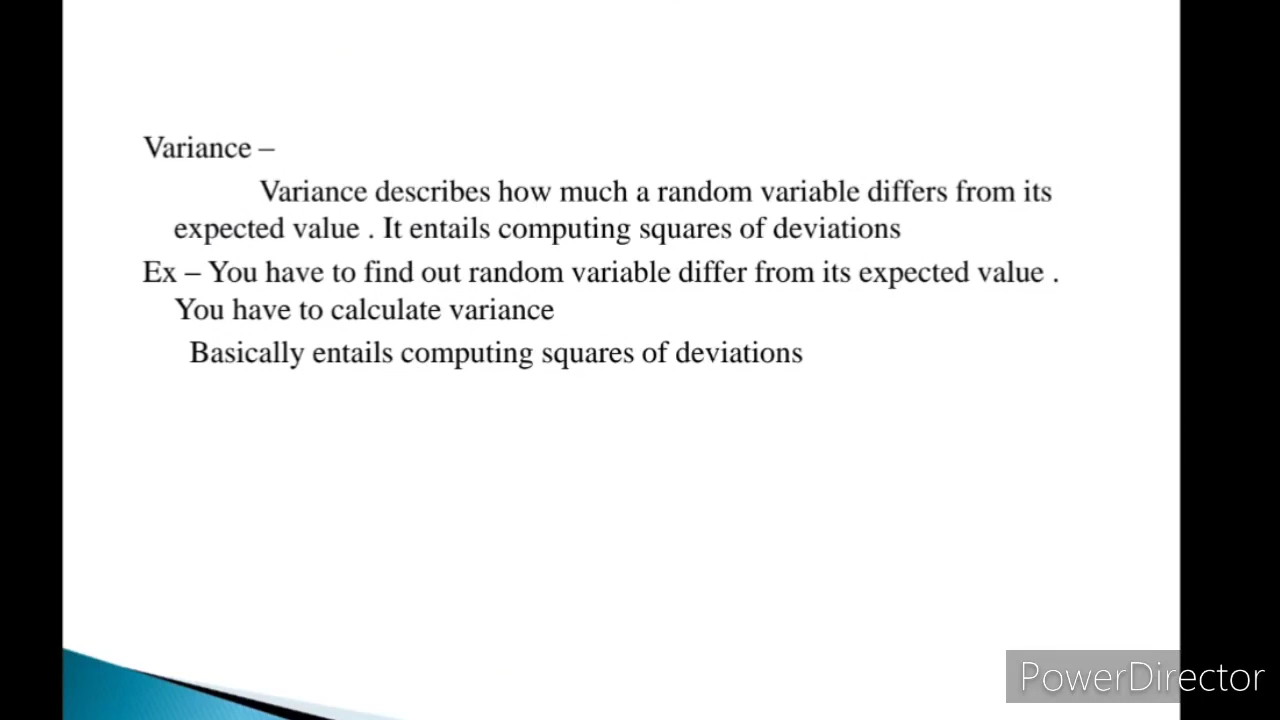 Variance –
Variance describes how much a random variable differs from its
expected value . It entails computing squares of deviations
Ex – You have to find out random variable differ from its expected value .
You have to calculate variance
Basically entails computing squares of deviations
PowerDirector